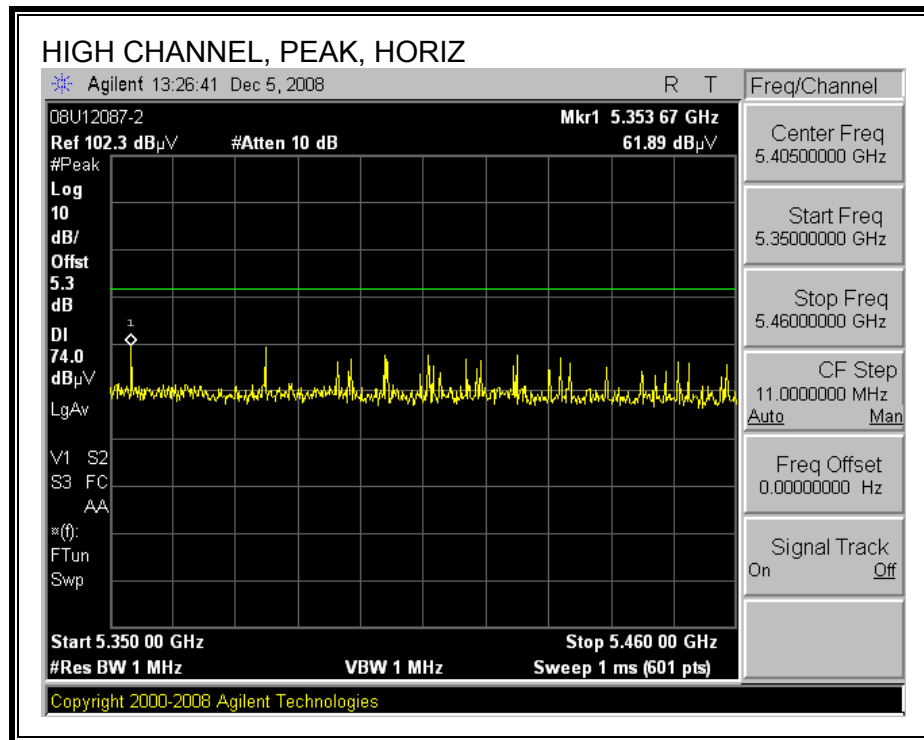 HIGH CHANNEL, PEAK, HORIZ
Agilent 13:26:41 Dec 5, 2008 R T
08U12087-2 Mkr1 5.353 67 GHz
Ref 102.3 dBµV #Atten 10 dB 61.89 dBµV
#Peak
Log
10
dB/
Offst
5.3
dB
DI
74.0
dBµV
LgAv
V1 S2
S3 FC
AA
¤(f):
FTun
Swp
1
Start 5.350 00 GHz Stop 5.460 00 GHz
#Res BW 1 MHz VBW 1 MHz Sweep 1 ms (601 pts)
Freq/Channel
Center Freq
5.40500000 GHz
Start Freq
5.35000000 GHz
Stop Freq
5.46000000 GHz
CF Step
11.0000000 MHz
Auto Man
Freq Offset
0.00000000 Hz
Signal Track
On Off
Copyright 2000-2008 Agilent Technologies